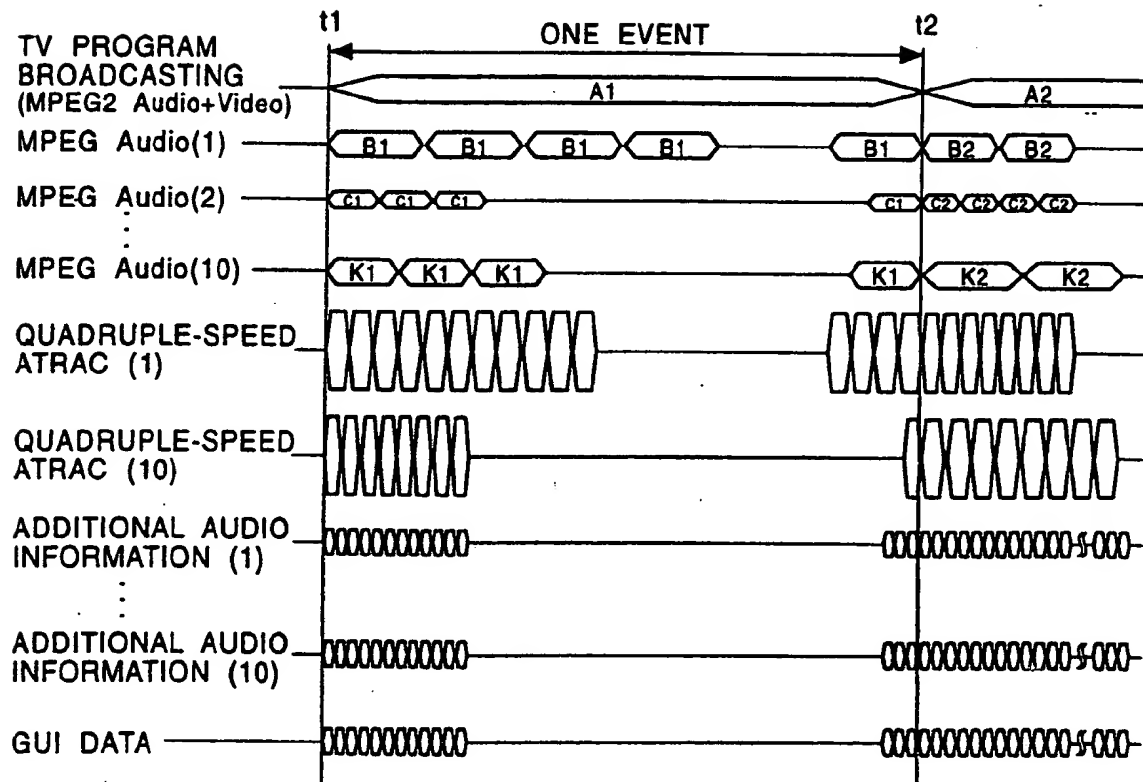 t1 ONE EVENT t2
TV PROGRAM
BROADCASTING
(MPEG2 Audio+Video)
A1 A2
MPEG Audio(1) B1 B1 B1 B1 B1 B2 B2
MPEG Audio(2) C1 C1 C1 C1 C2 C2 C2 C2
MPEG Audio(10) K1 K1 K1 K1 K2 K2
QUADRUPLE-SPEED
ATRAC (1)
QUADRUPLE-SPEED
ATRAC (10)
ADDITIONAL AUDIO
INFORMATION (1)
ADDITIONAL AUDIO
INFORMATION (10)
GUI DATA